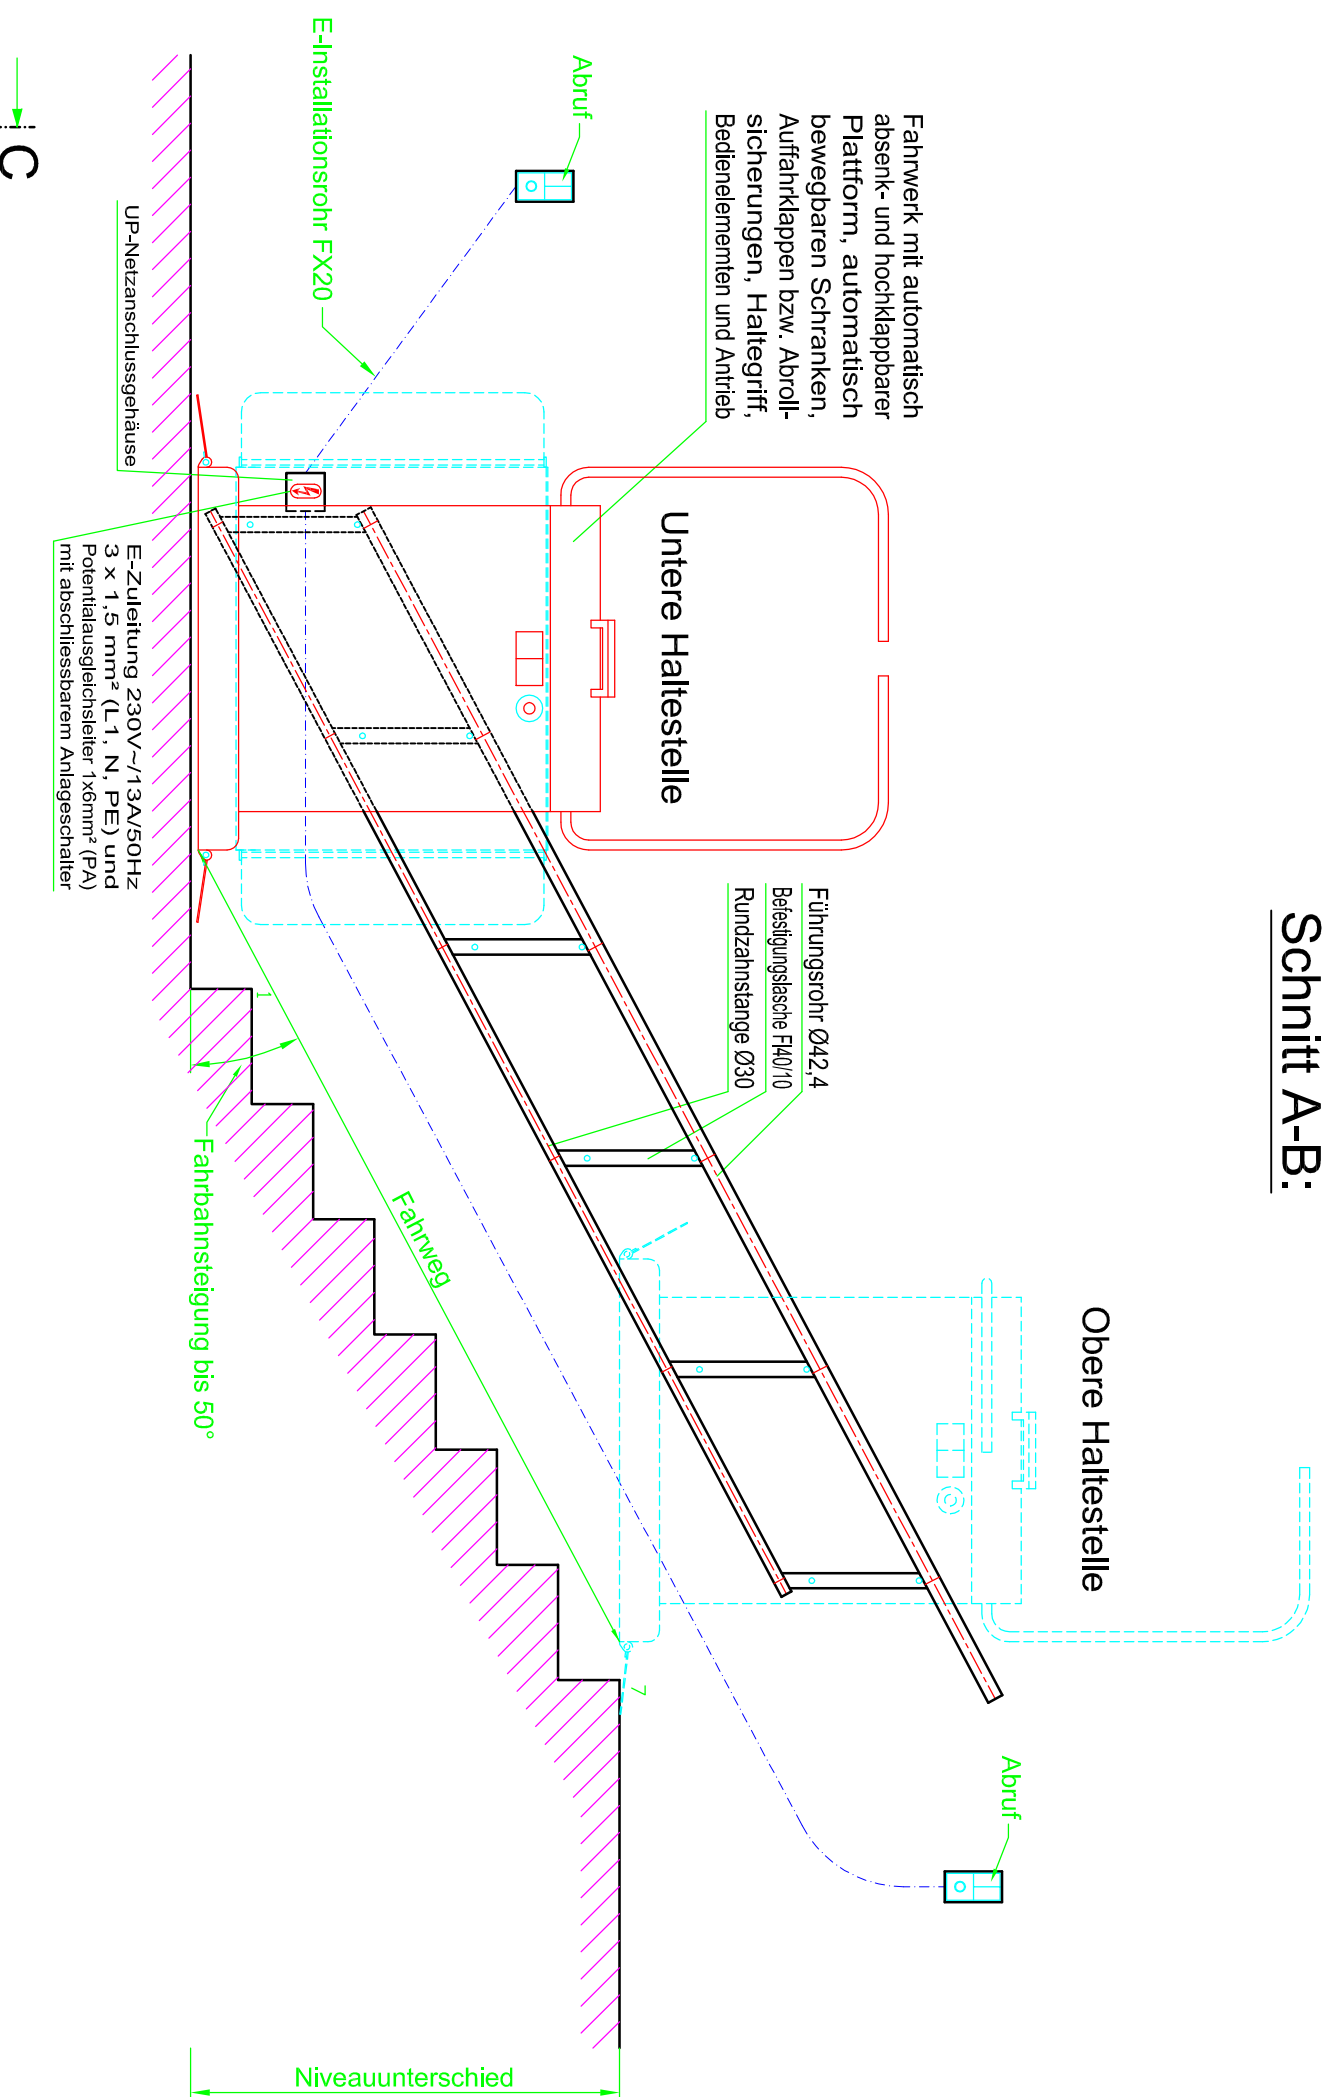 Schnitt A-B:
Obere Haltestelle
Untere Haltestelle
Fahrwerk mit automatisch
absenk- und hochklappbarer
Plattform, automatisch
bewegbaren Schranken,
Auffahrklappen bzw. Abroll-
sicherungen, Haltegriff,
Bedienelememten und Antrieb
Abruf
E-Installationsrohr FX20
Führungsrohr Ø42,4
Befestigungslasche Fl40/10
Rundzahnstange Ø30
Abruf
Fahrweg
1
7
Fahrbahnsteigung bis 50°
UP-Netzanschlussgehäuse
E-Zuleitung 230V~/13A/50Hz
3 x 1,5 mm² (L1, N, PE) und
Potentialausgleichsleiter 1x6mm² (PA)
mit abschliessbarem Anlageschalter
Niveauunterschied
C